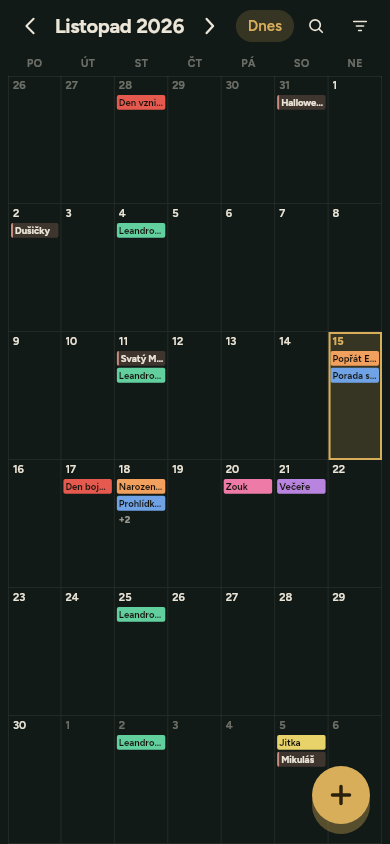 Listopad 2026
Dnes
PO ÚT ST ČT PÁ SO NE
26 27 28 29 30 31 1
Den vzni... Hallowe...
2 3 4 5 6 7 8
Dušičky Leandro...
9 10 11 12 13 14 15
Svatý M... Popřát E...
Leandro... Porada s...
16 17 18 19 20 21 22
Den boj... Narozen... Zouk Večeře
Prohlídk...
+2
23 24 25 26 27 28 29
Leandro...
30 1 2 3 4 5 6
Leandro... Jitka
Mikuláš